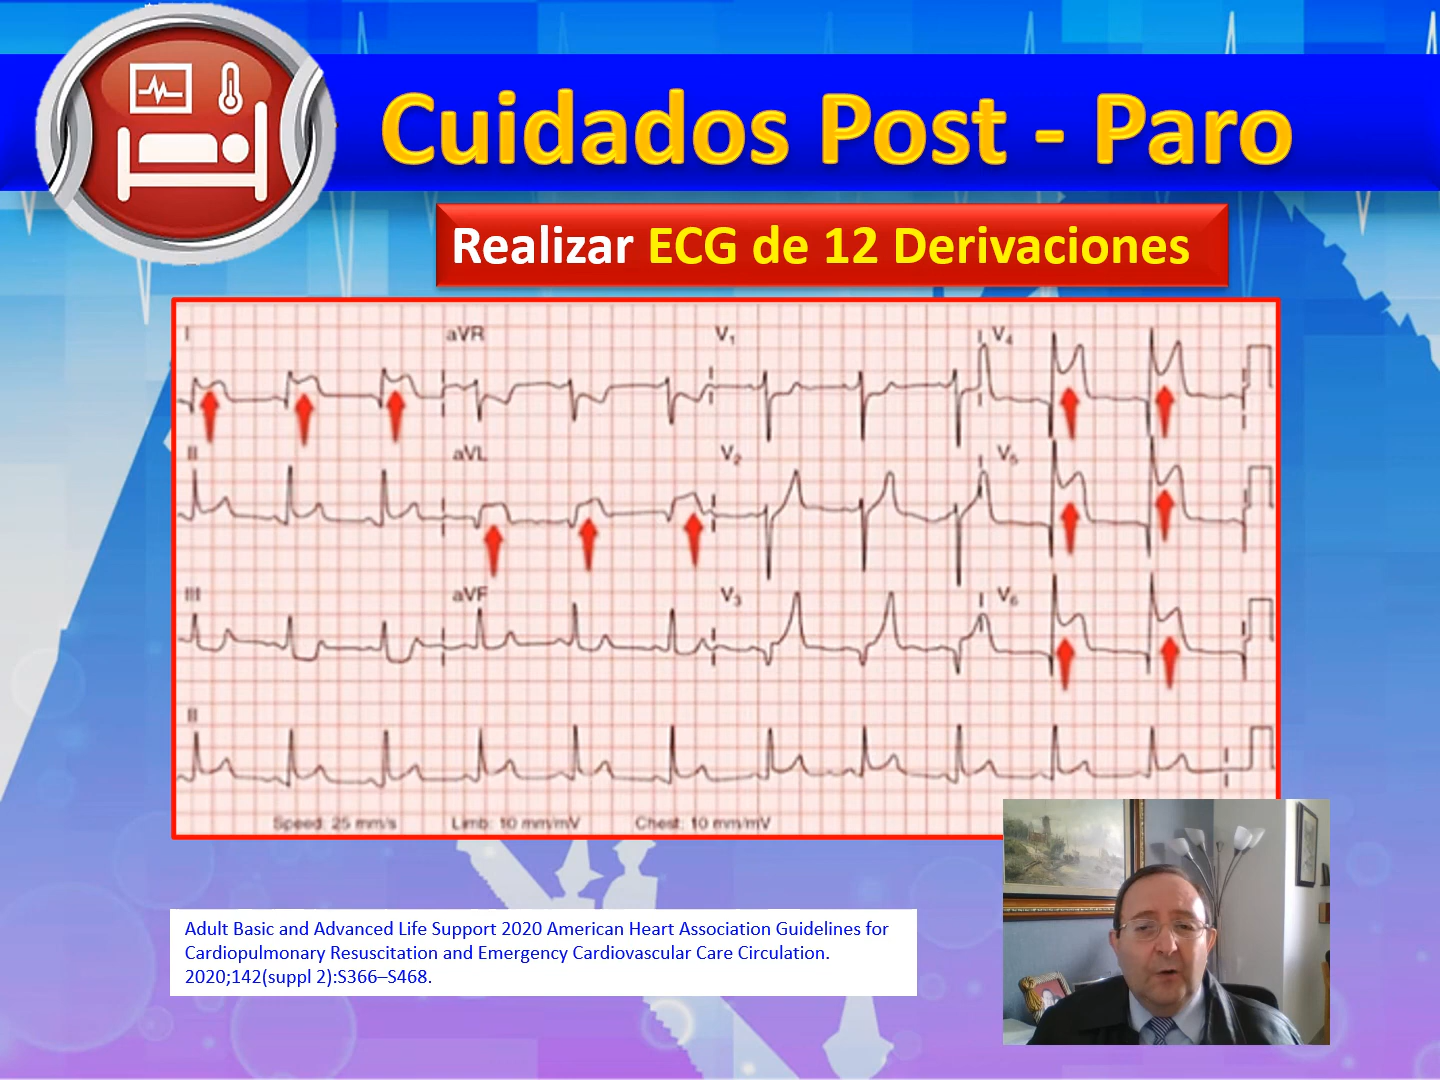 Cuidados Post - Paro
Realizar ECG de 12 Derivaciones
I aVR V1 V4
II aVL V2 V5
III aVF V3 V6
II
Speed: 25 mm/s Limb: 10 mm/mV Chest: 10 mm/mV
Adult Basic and Advanced Life Support 2020 American Heart Association Guidelines for
Cardiopulmonary Resuscitation and Emergency Cardiovascular Care Circulation.
2020;142(suppl 2):S366–S468.